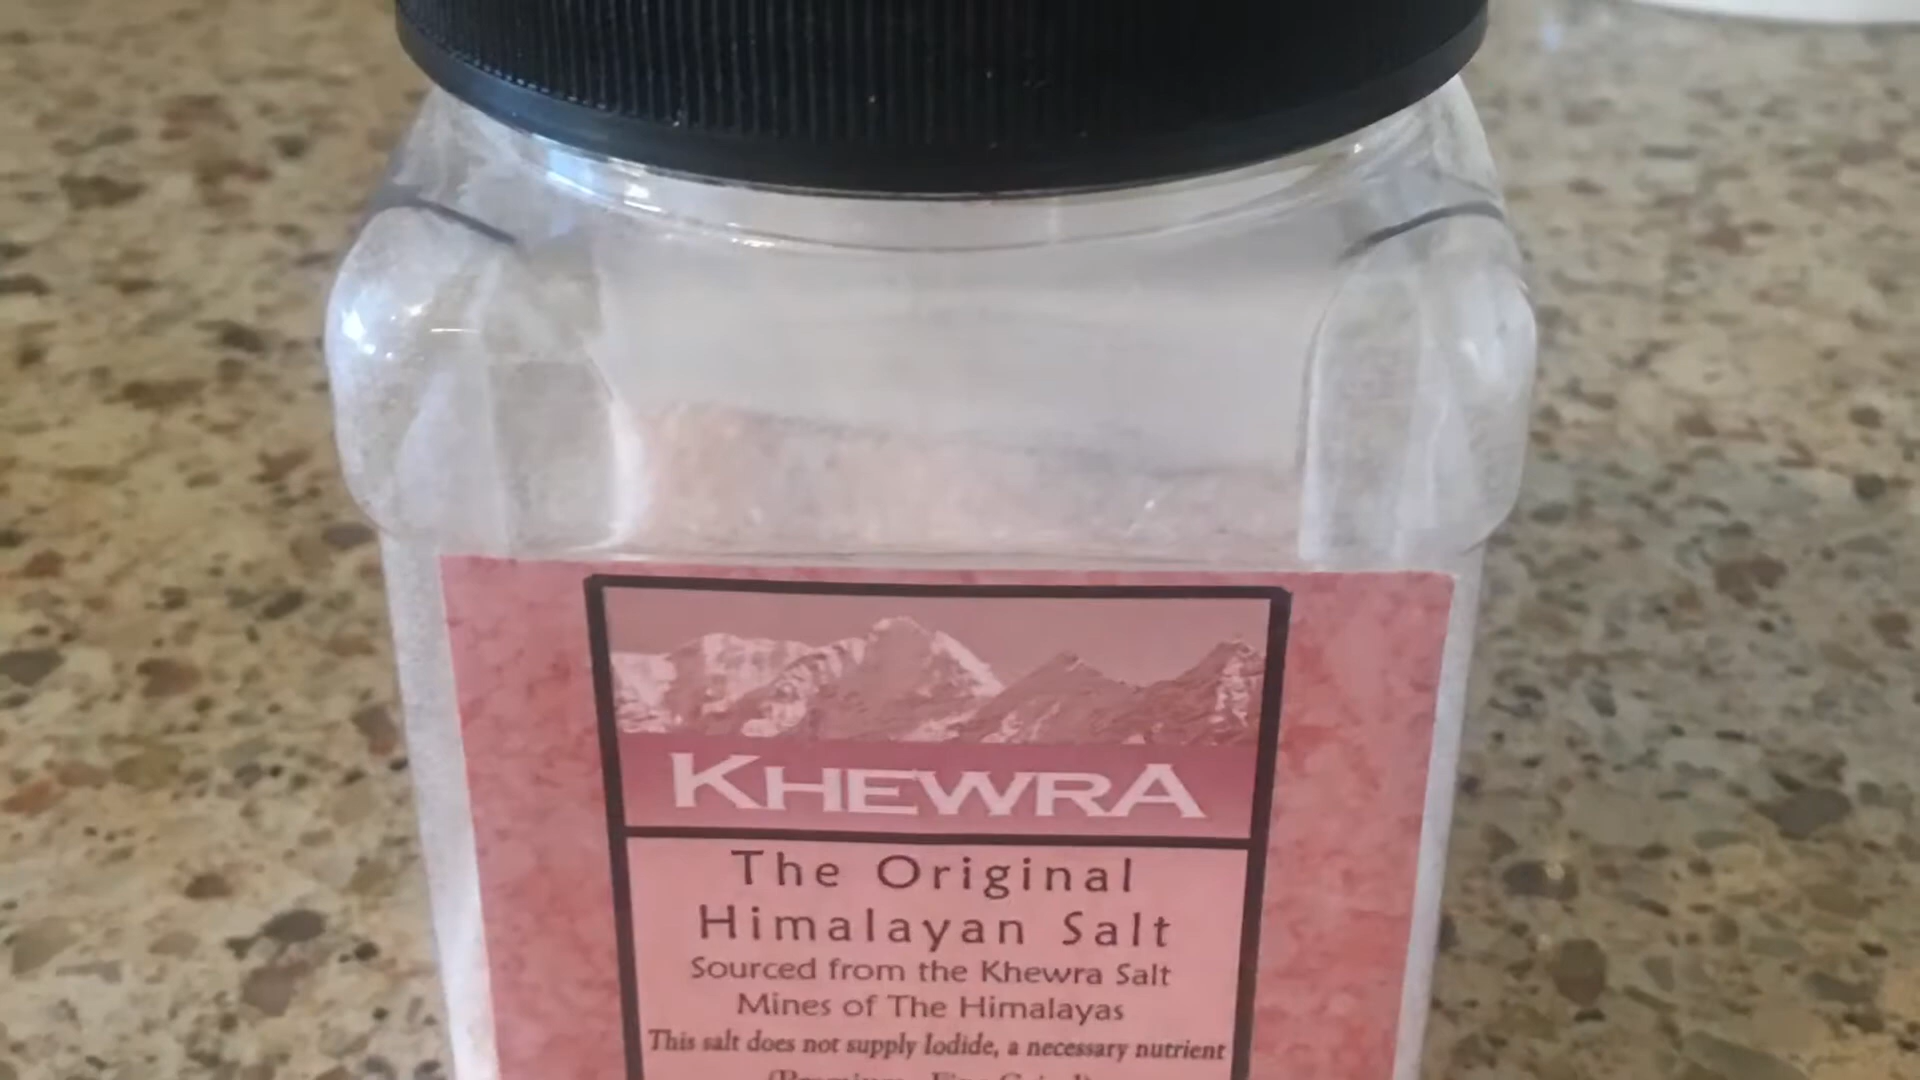 KHEWRA
The Original
Himalayan Salt
Sourced from the Khewra Salt
Mines of The Himalayas
This salt does not supply Iodide, a necessary nutrient